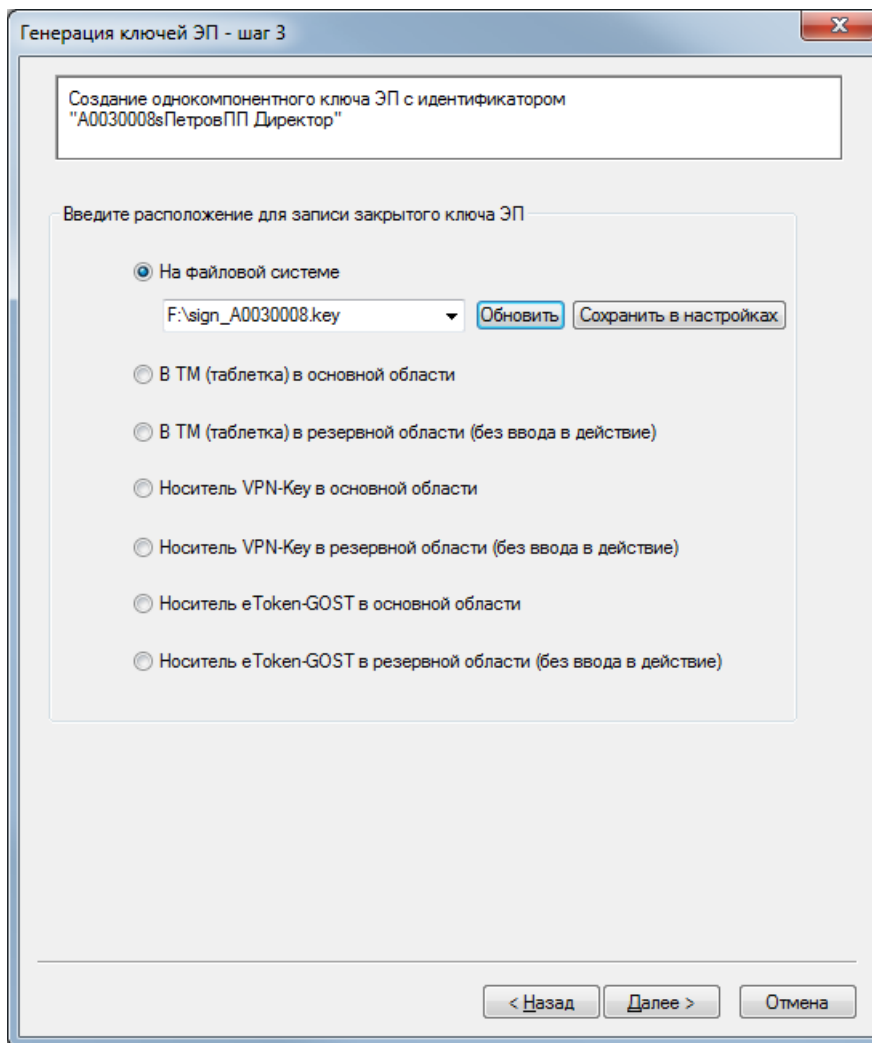 Генерация ключей ЭП - шаг 3
Создание однокомпонентного ключа ЭП с идентификатором
"A0030008sПетровПП Директор"
Введите расположение для записи закрытого ключа ЭП
На файловой системе
F:\sign_A0030008.key
Обновить
Сохранить в настройках
В ТМ (таблетка) в основной области
В ТМ (таблетка) в резервной области (без ввода в действие)
Носитель VPN-Key в основной области
Носитель VPN-Key в резервной области (без ввода в действие)
Носитель eToken-GOST в основной области
Носитель eToken-GOST в резервной области (без ввода в действие)
< Назад
Далее >
Отмена